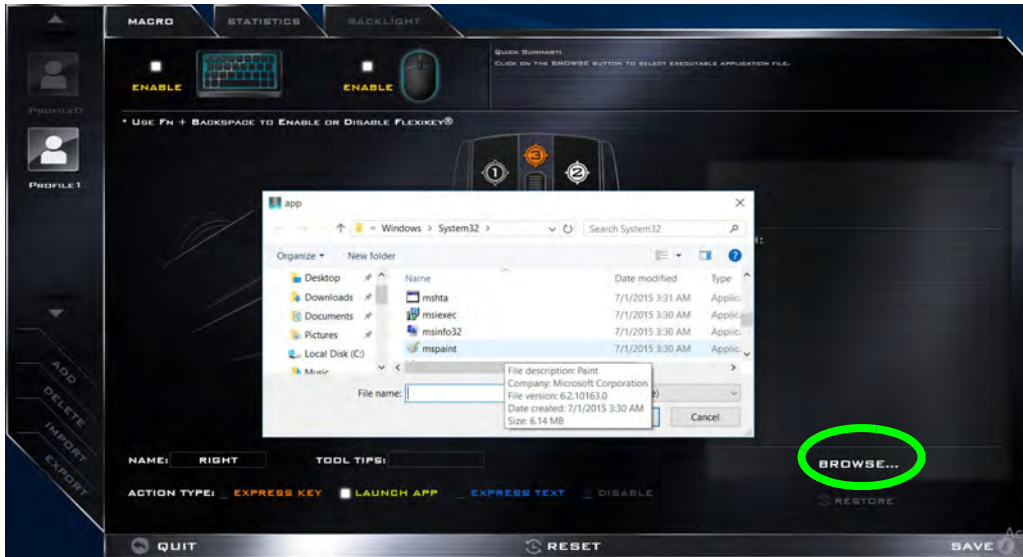 MACRO STATISTICS BACKLIGHT
QUICK SUMMARY:
CLICK ON THE BROWSE BUTTON TO SELECT EXECUTABLE APPLICATION FILE.
ENABLE ENABLE
PROFILE0
* USE FN + BACKSPACE TO ENABLE OR DISABLE FLEXIKEY®
PROFILE 1
1 3 2
app
Windows > System32 > Search System32
Organize New folder
Name Date modified Type
Desktop
Downloads mshta 7/1/2015 3:31 AM Applic
Documents msiexec 7/1/2015 3:30 AM Applic
Pictures msinfo32 7/1/2015 3:30 AM Applic
Local Disk (C:) mspaint 7/1/2015 3:30 AM Applic
Music
File description: Paint
Company: Microsoft Corporation
File name: File version: 6.2.10163.0
Date created: 7/1/2015 3:30 AM
Size: 6.14 MB
Cancel
ADD
DELETE
IMPORT
EXPORT
NAME: RIGHT TOOL TIPS: BROWSE...
ACTION TYPE: EXPRESS KEY LAUNCH APP EXPRESS TEXT DISABLE
RESTORE
QUIT RESET SAVE